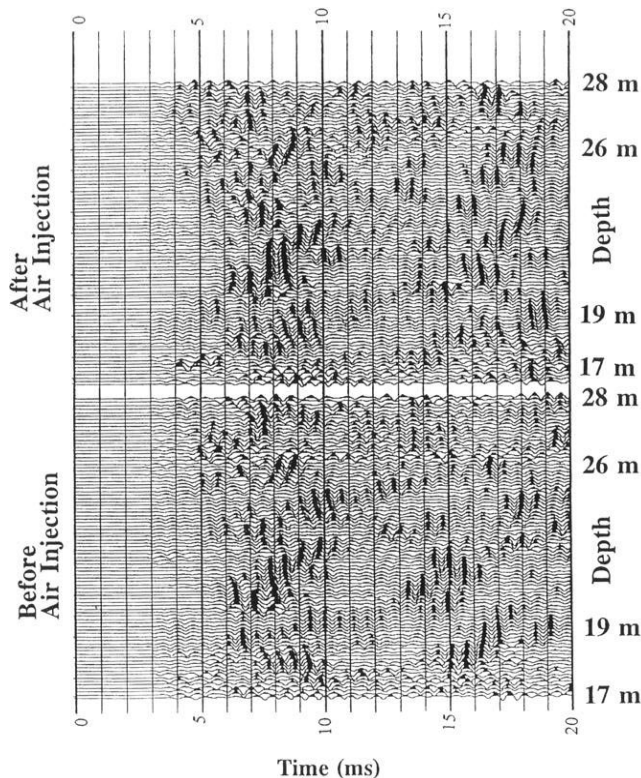 0
5
10
15
20
After
Air Injection
28 m
26 m
Depth
19 m
17 m
Before
Air Injection
28 m
26 m
Depth
19 m
17 m
0
5
10
15
20
Time (ms)